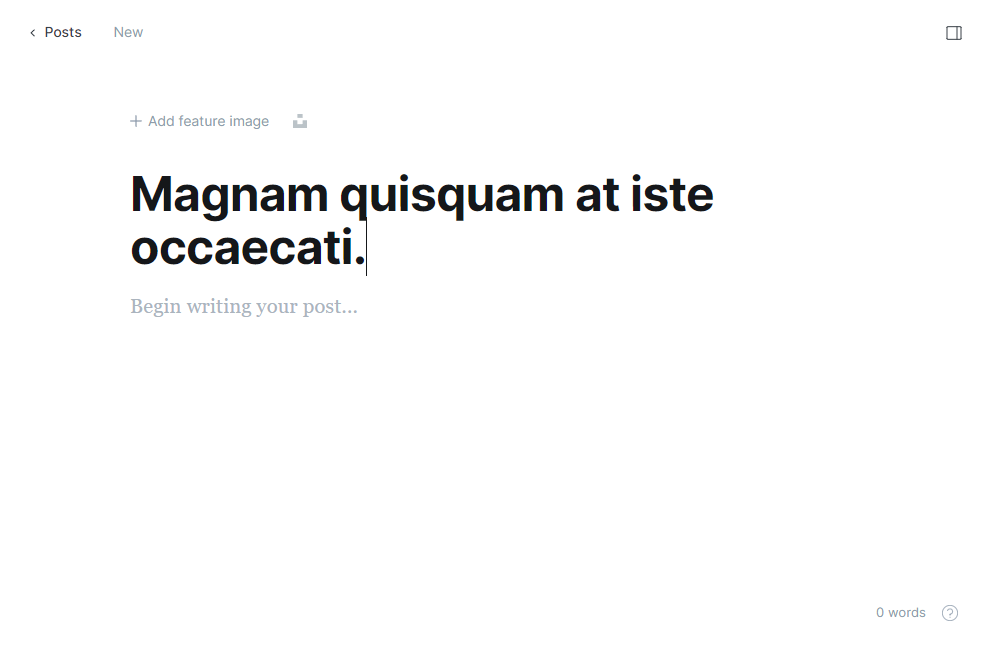 Posts New
Add feature image
Magnam quisquam at iste
occaecati.
Begin writing your post...
0 words ?